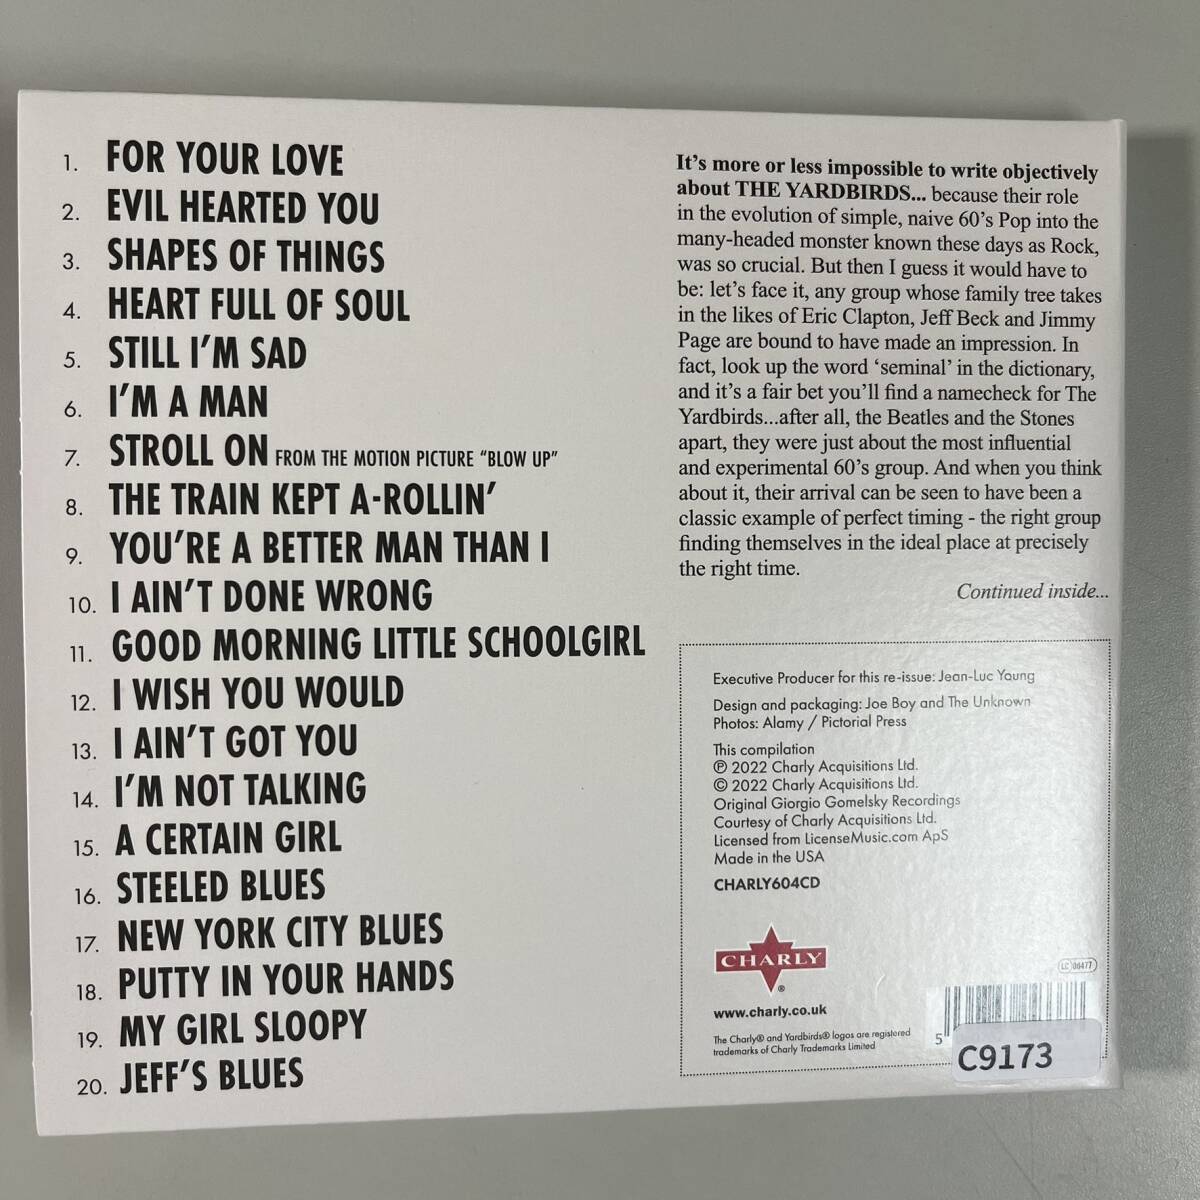 1. FOR YOUR LOVE
2. EVIL HEARTED YOU
3. SHAPES OF THINGS
4. HEART FULL OF SOUL
5. STILL I'M SAD
6. I'M A MAN
7. STROLL ON FROM THE MOTION PICTURE "BLOW UP"
8. THE TRAIN KEPT A-ROLLIN'
9. YOU'RE A BETTER MAN THAN I
10. I AIN'T DONE WRONG
11. GOOD MORNING LITTLE SCHOOLGIRL
12. I WISH YOU WOULD
13. I AIN'T GOT YOU
14. I'M NOT TALKING
15. A CERTAIN GIRL
16. STEELED BLUES
17. NEW YORK CITY BLUES
18. PUTTY IN YOUR HANDS
19. MY GIRL SLOOPY
20. JEFF'S BLUES
It's more or less impossible to write objectively
about THE YARDBIRDS... because their role
in the evolution of simple, naive 60's Pop into the
many-headed monster known these days as Rock,
was so crucial. But then I guess it would have to
be: let's face it, any group whose family tree takes
in the likes of Eric Clapton, Jeff Beck and Jimmy
Page are bound to have made an impression. In
fact, look up the word 'seminal' in the dictionary,
and it's a fair bet you'll find a namecheck for The
Yardbirds...after all, the Beatles and the Stones
apart, they were just about the most influential
and experimental 60's group. And when you think
about it, their arrival can be seen to have been a
classic example of perfect timing - the right group
finding themselves in the ideal place at precisely
the right time.
Continued inside...
Executive Producer for this re-issue: Jean-Luc Young
Design and packaging: Joe Boy and The Unknown
Photos: Alamy / Pictorial Press
This compilation
℗ 2022 Charly Acquisitions Ltd.
© 2022 Charly Acquisitions Ltd.
Original Giorgio Gomelsky Recordings
Courtesy of Charly Acquisitions Ltd.
Licensed from LicenseMusic.com ApS
Made in the USA
CHARLY604CD
CHARLY®
LC 06477
www.charly.co.uk
The Charly® and Yardbirds® logos are registered
trademarks of Charly Trademarks Limited
5
C9173